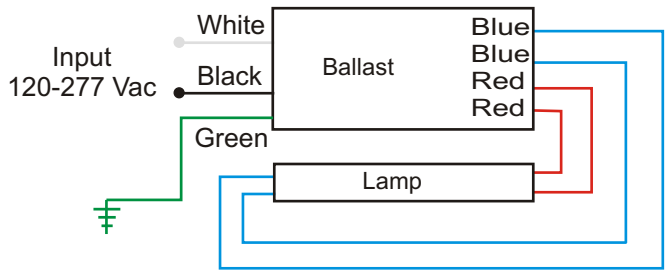 White
Input
120-277 Vac
Black
Green
Ballast
Blue
Blue
Red
Red
Lamp